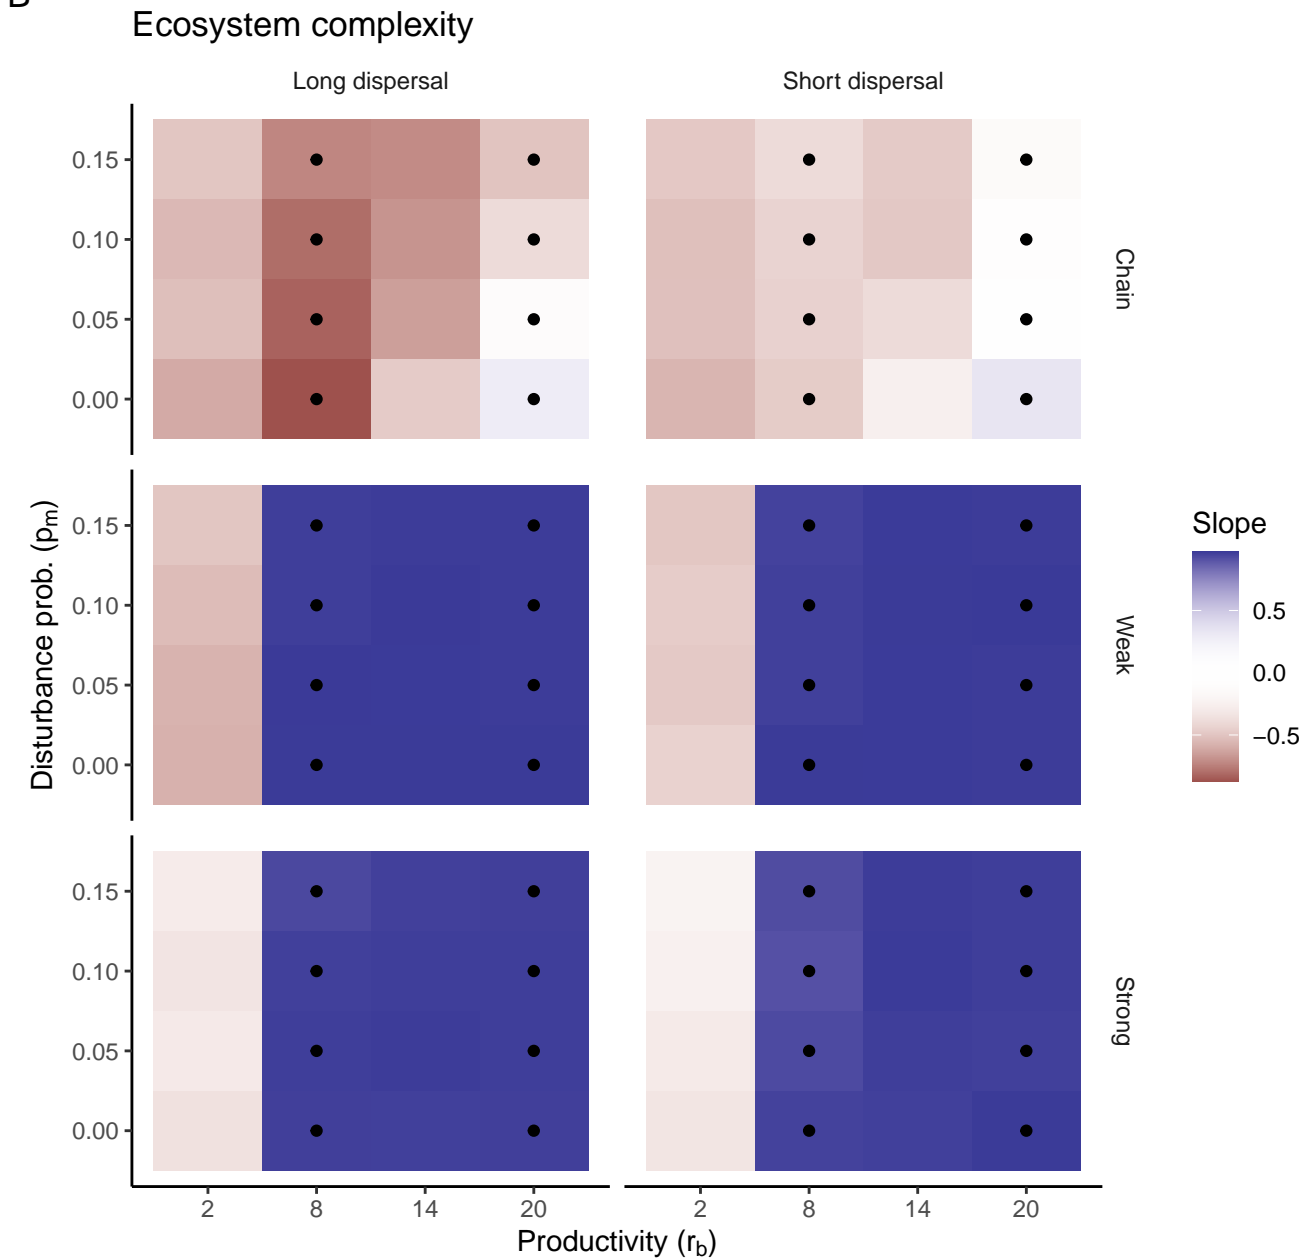 B
Ecosystem complexity
Long dispersal
Short dispersal
0.15
0.10
0.05
0.00
Chain
0.15
0.10
0.05
0.00
Weak
0.15
0.10
0.05
0.00
Strong
Disturbance prob. (pm)
2 8 14 20
2 8 14 20
Productivity (rb)
Slope
0.5
0.0
−0.5